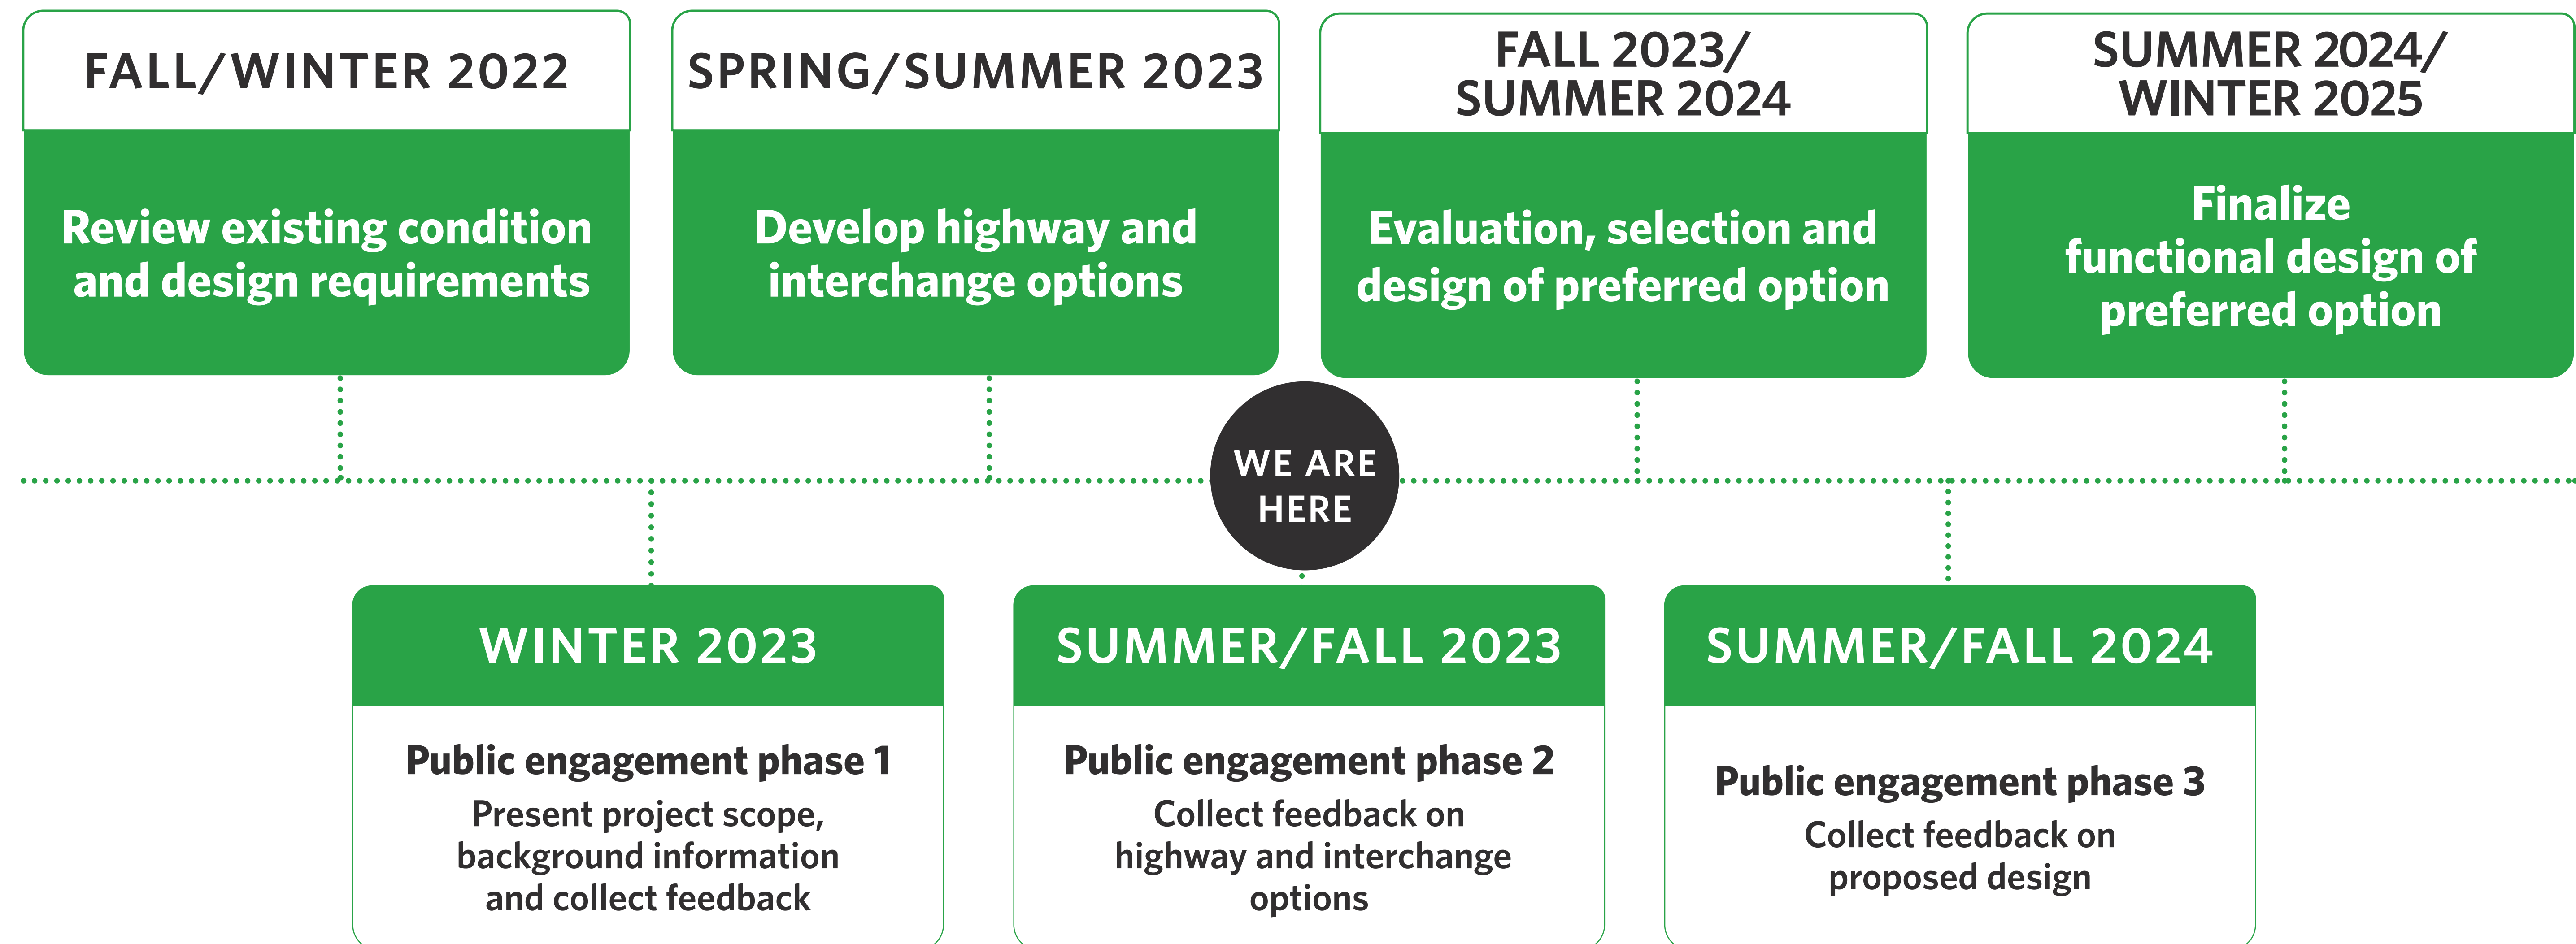 FALL/WINTER 2022
Review existing condition
and design requirements
SPRING/SUMMER 2023
Develop highway and
interchange options
FALL 2023/
SUMMER 2024
Evaluation, selection and
design of preferred option
SUMMER 2024/
WINTER 2025
Finalize
functional design of
preferred option
WE ARE
HERE
WINTER 2023
Public engagement phase 1
Present project scope,
background information
and collect feedback
SUMMER/FALL 2023
Public engagement phase 2
Collect feedback on
highway and interchange
options
SUMMER/FALL 2024
Public engagement phase 3
Collect feedback on
proposed design